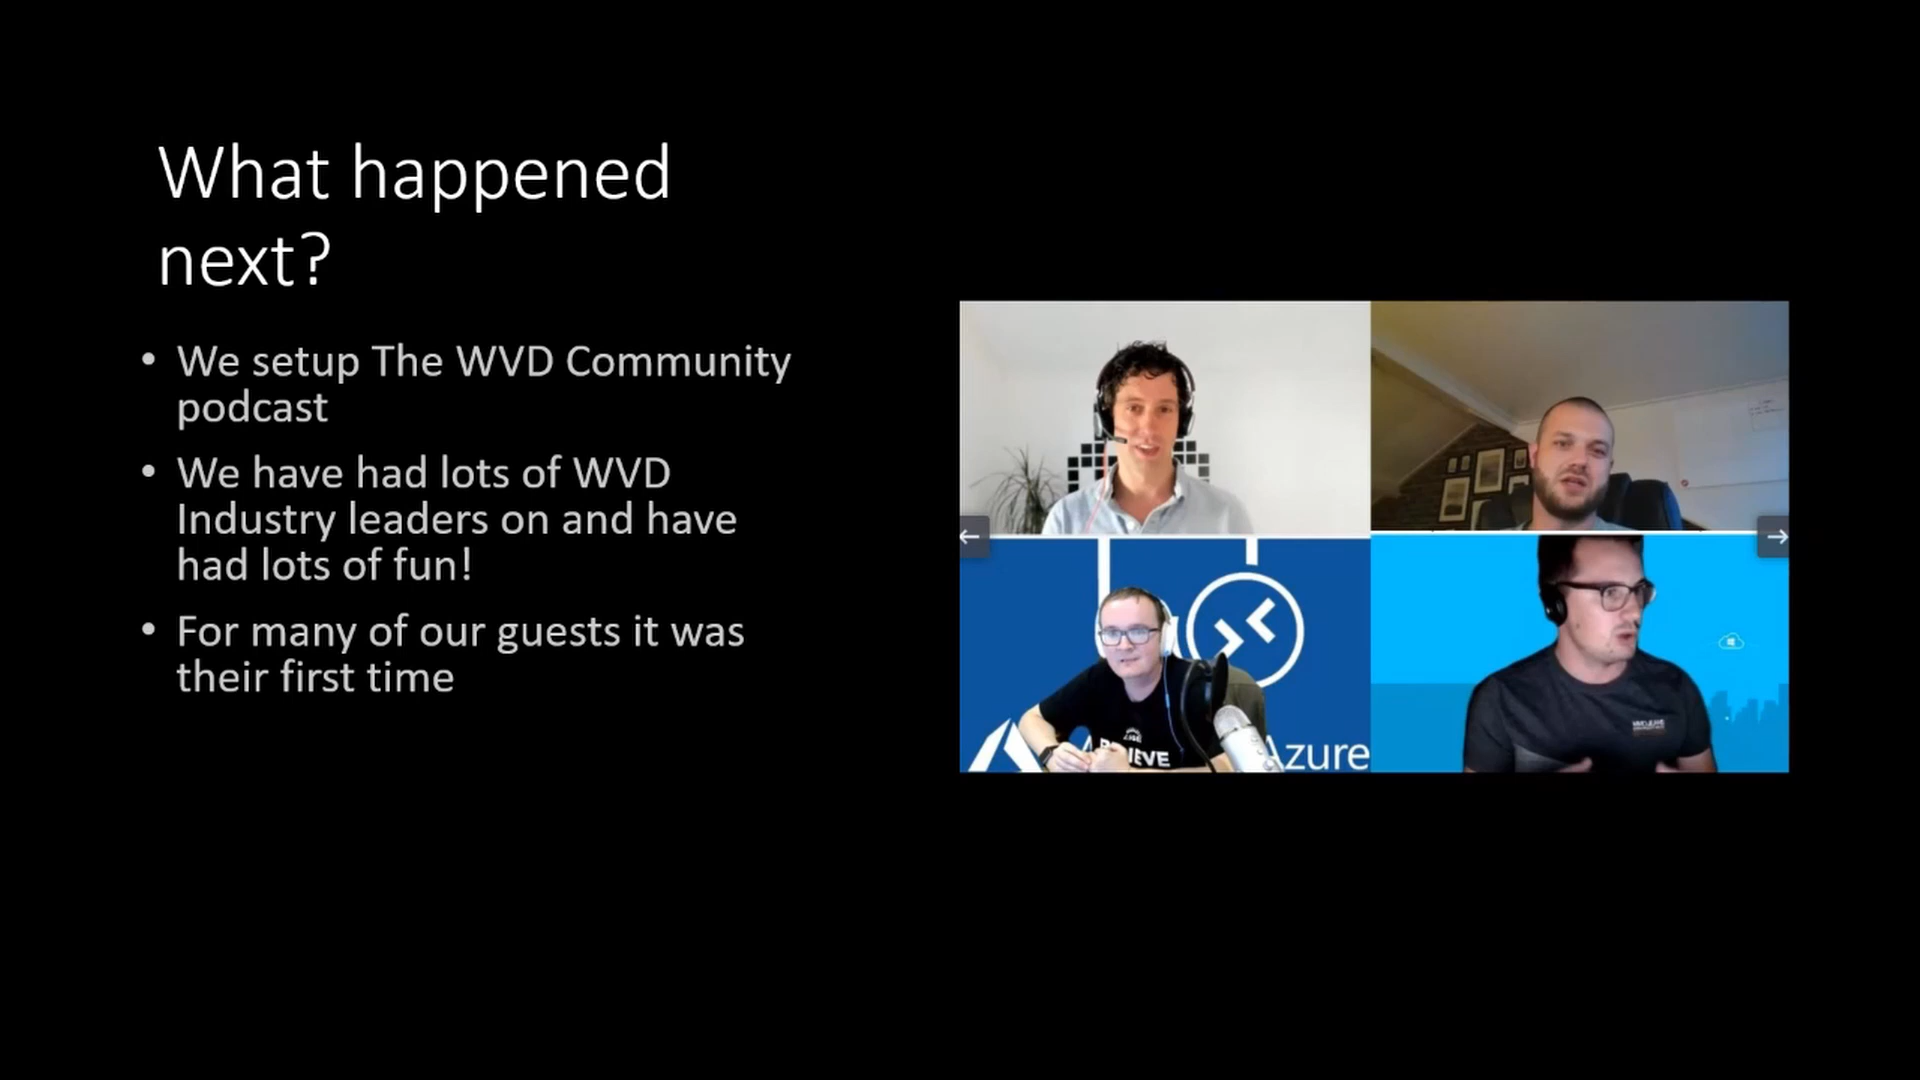 What happened
next?
• We setup The WVD Community
podcast
• We have had lots of WVD
Industry leaders on and have
had lots of fun!
• For many of our guests it was
their first time
Azure